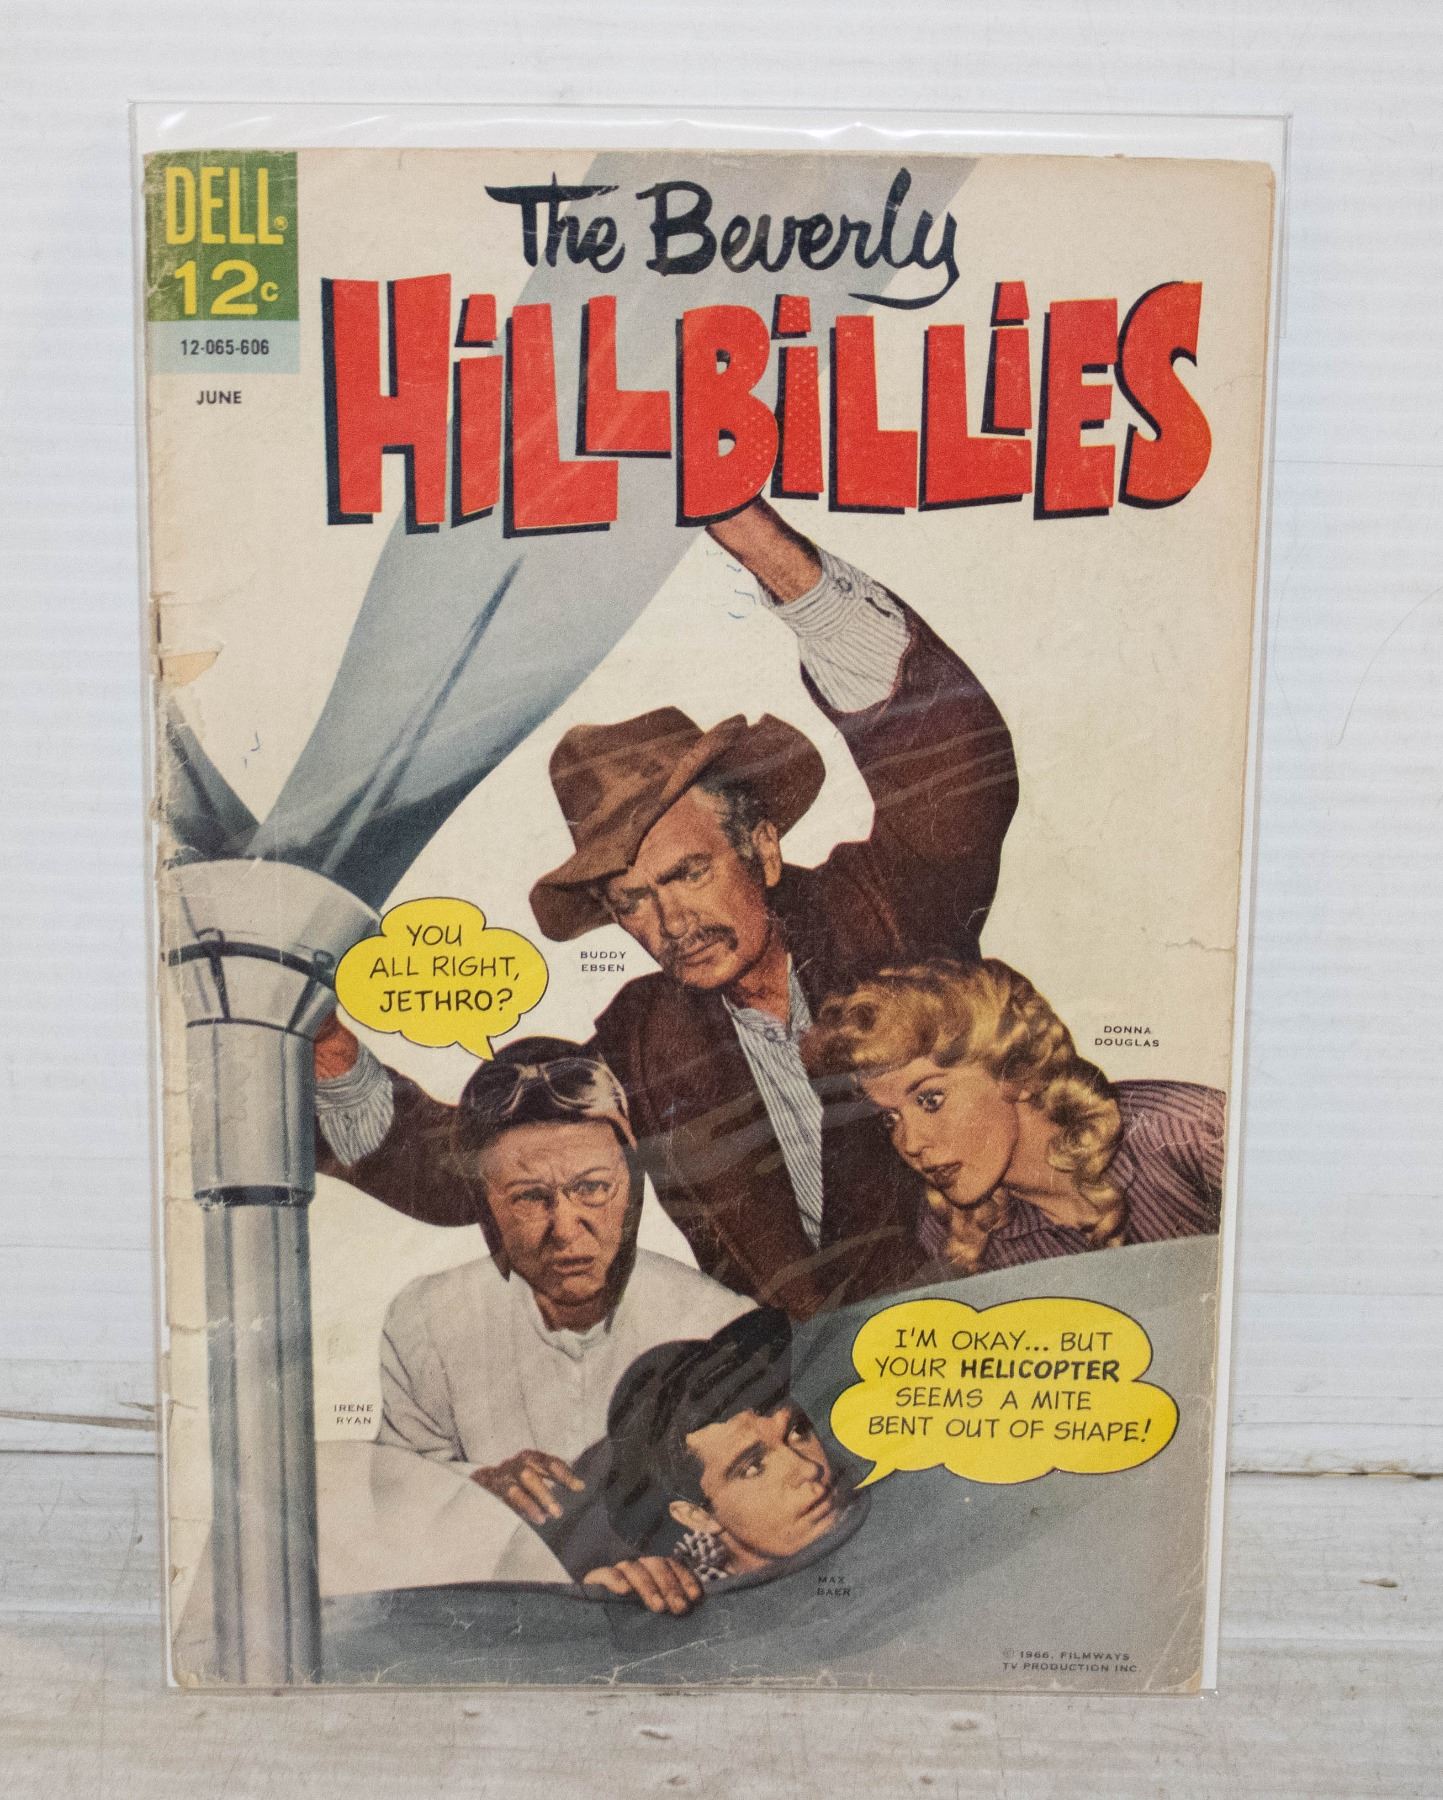 DELL®
12c
12-065-606
JUNE
The Beverly
HiLLBiLLiES
YOU
ALL RIGHT,
JETHRO?
BUDDY
EBSEN
DONNA
DOUGLAS
I'M OKAY... BUT
YOUR HELICOPTER
SEEMS A MITE
BENT OUT OF SHAPE!
IRENE
RYAN
MAX
BAER
© 1966, FILMWAYS
TV PRODUCTION INC.